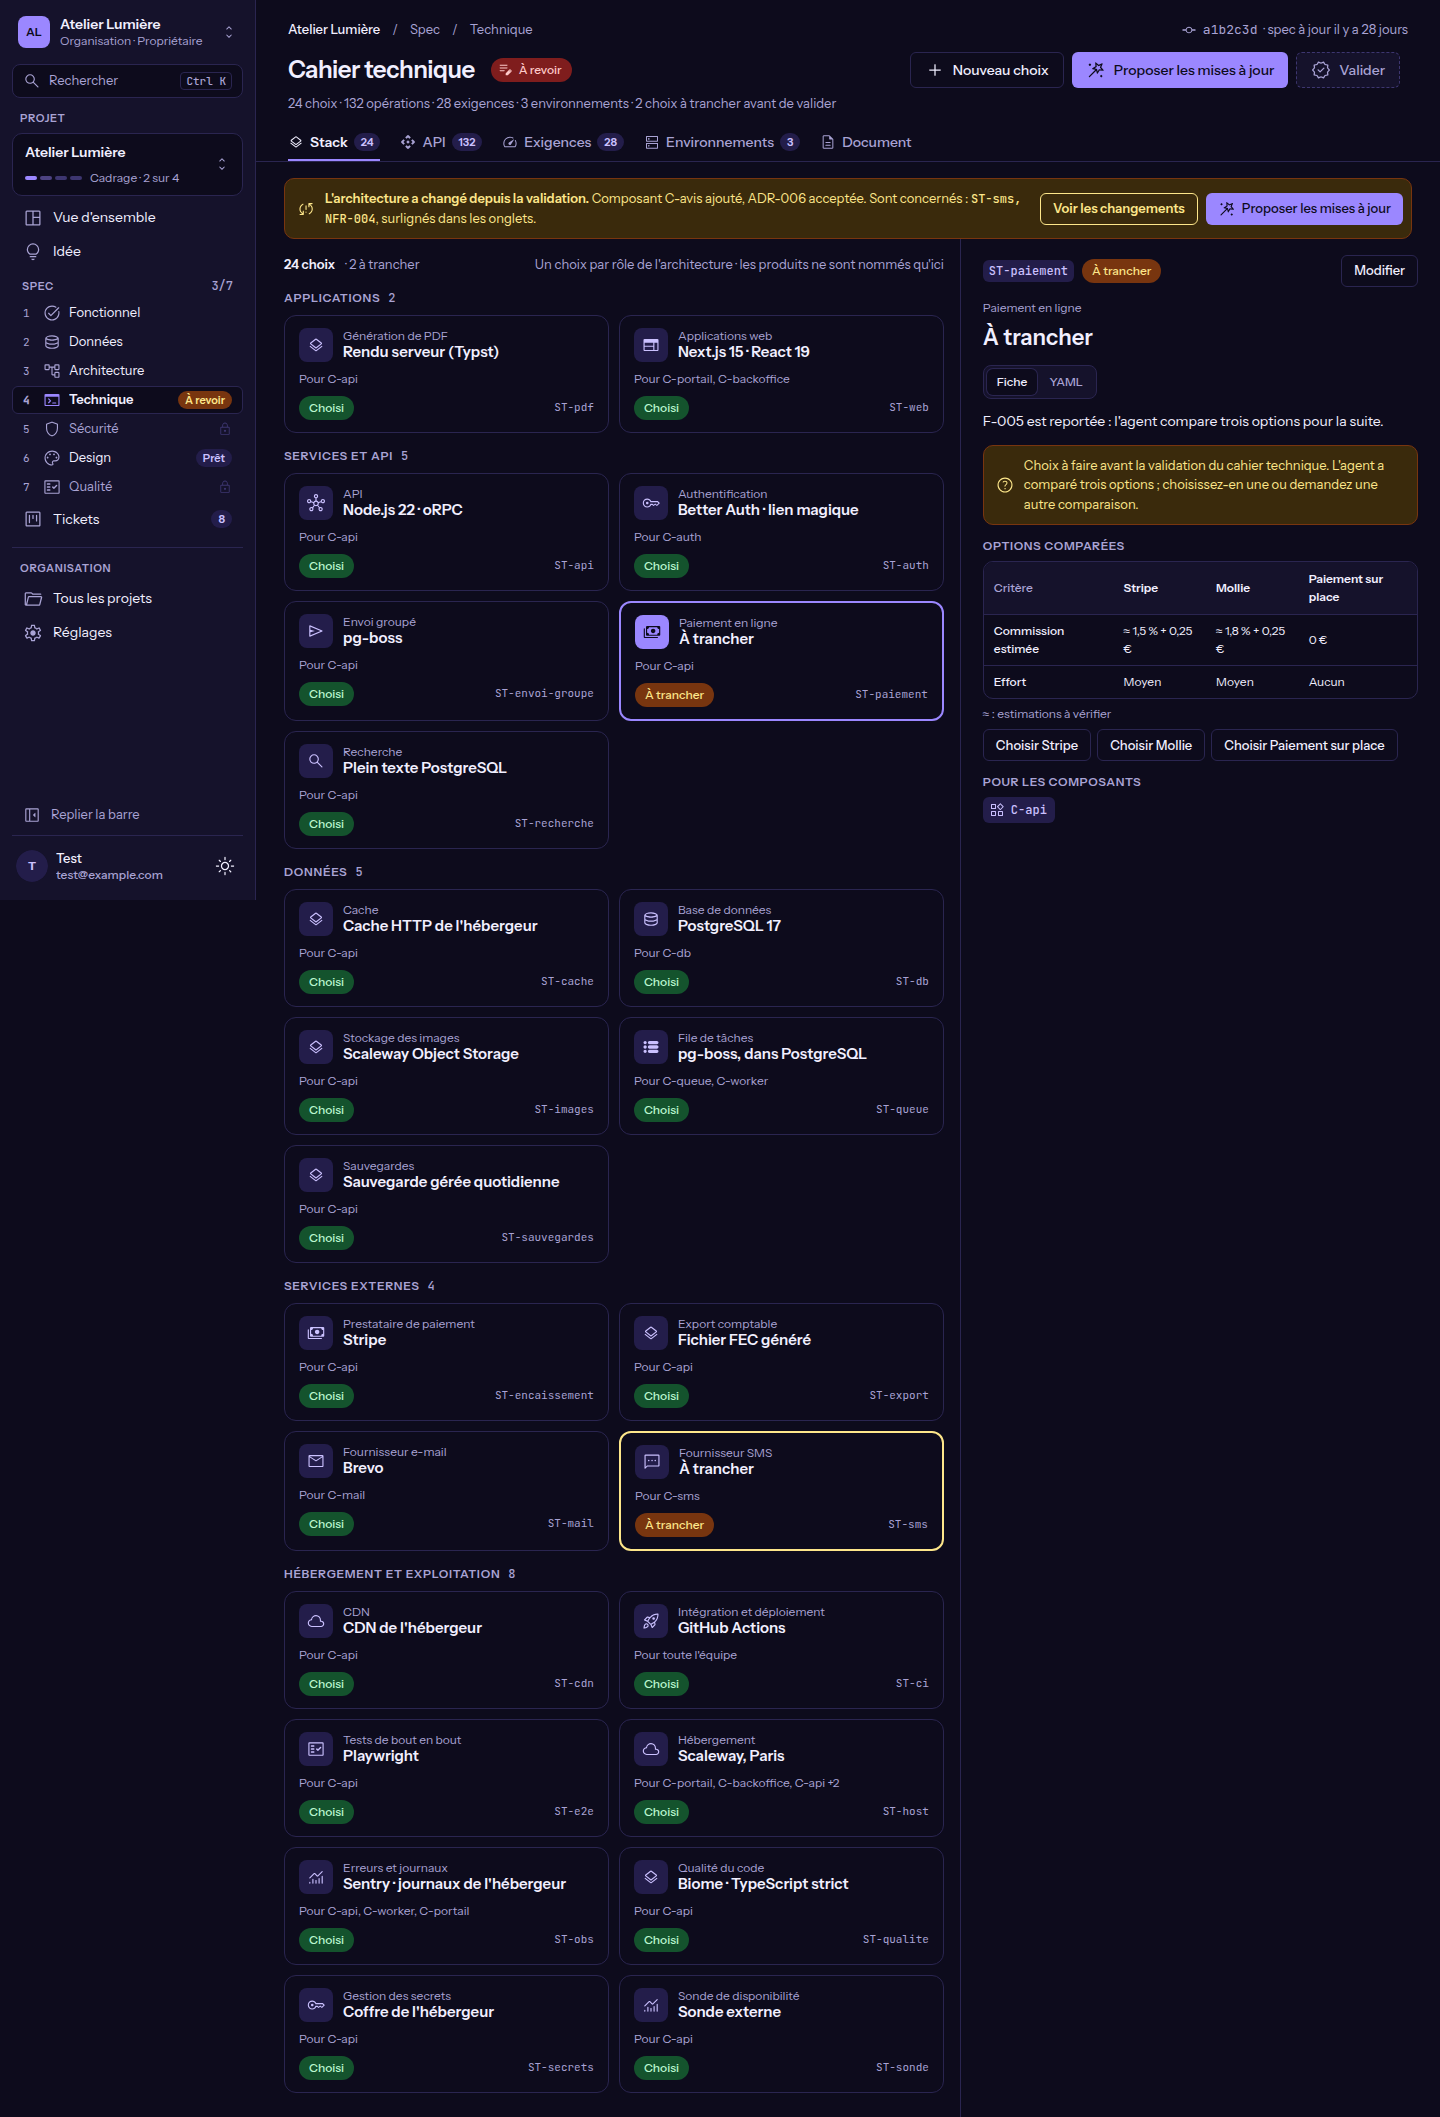 AL
Atelier Lumière
Organisation · Propriétaire
Rechercher
Ctrl K
PROJET
Atelier Lumière
Cadrage · 2 sur 4
Vue d'ensemble
Idée
SPEC 3/7
1 Fonctionnel
2 Données
3 Architecture
4 Technique À revoir
5 Sécurité
6 Design Prêt
7 Qualité
Tickets 8
ORGANISATION
Tous les projets
Réglages
Replier la barre
T
Test
test@example.com
Atelier Lumière / Spec / Technique
a1b2c3d · spec à jour il y a 28 jours
Cahier technique
À revoir
Nouveau choix
Proposer les mises à jour
Valider
24 choix · 132 opérations · 28 exigences · 3 environnements · 2 choix à trancher avant de valider
Stack 24
API 132
Exigences 28
Environnements 3
Document
L'architecture a changé depuis la validation. Composant C-avis ajouté, ADR-006 acceptée. Sont concernés : ST-sms,
NFR-004, surlignés dans les onglets.
Voir les changements
Proposer les mises à jour
24 choix · 2 à trancher
Un choix par rôle de l'architecture · les produits ne sont nommés qu'ici
APPLICATIONS 2
Génération de PDF
Rendu serveur (Typst)
Pour C-api
Choisi
ST-pdf
Applications web
Next.js 15 · React 19
Pour C-portail, C-backoffice
Choisi
ST-web
SERVICES ET API 5
API
Node.js 22 · oRPC
Pour C-api
Choisi
ST-api
Authentification
Better Auth · lien magique
Pour C-auth
Choisi
ST-auth
Envoi groupé
pg-boss
Pour C-api
Choisi
ST-envoi-groupe
Paiement en ligne
À trancher
Pour C-api
À trancher
ST-paiement
Recherche
Plein texte PostgreSQL
Pour C-api
Choisi
ST-recherche
DONNÉES 5
Cache
Cache HTTP de l'hébergeur
Pour C-api
Choisi
ST-cache
Base de données
PostgreSQL 17
Pour C-db
Choisi
ST-db
Stockage des images
Scaleway Object Storage
Pour C-api
Choisi
ST-images
File de tâches
pg-boss, dans PostgreSQL
Pour C-queue, C-worker
Choisi
ST-queue
Sauvegardes
Sauvegarde gérée quotidienne
Pour C-api
Choisi
ST-sauvegardes
SERVICES EXTERNES 4
Prestataire de paiement
Stripe
Pour C-api
Choisi
ST-encaissement
Export comptable
Fichier FEC généré
Pour C-api
Choisi
ST-export
Fournisseur e-mail
Brevo
Pour C-mail
Choisi
ST-mail
Fournisseur SMS
À trancher
Pour C-sms
À trancher
ST-sms
HÉBERGEMENT ET EXPLOITATION 8
CDN
CDN de l'hébergeur
Pour C-api
Choisi
ST-cdn
Intégration et déploiement
GitHub Actions
Pour toute l'équipe
Choisi
ST-ci
Tests de bout en bout
Playwright
Pour C-api
Choisi
ST-e2e
Hébergement
Scaleway, Paris
Pour C-portail, C-backoffice, C-api +2
Choisi
ST-host
Erreurs et journaux
Sentry · journaux de l'hébergeur
Pour C-api, C-worker, C-portail
Choisi
ST-obs
Qualité du code
Biome · TypeScript strict
Pour C-api
Choisi
ST-qualite
Gestion des secrets
Coffre de l'hébergeur
Pour C-api
Choisi
ST-secrets
Sonde de disponibilité
Sonde externe
Pour C-api
Choisi
ST-sonde
ST-paiement
À trancher
Modifier
Paiement en ligne
À trancher
Fiche
YAML
F-005 est reportée : l'agent compare trois options pour la suite.
Choix à faire avant la validation du cahier technique. L'agent a
comparé trois options ; choisissez-en une ou demandez une
autre comparaison.
OPTIONS COMPARÉES
Critère Stripe Mollie Paiement sur place
Commission estimée ≈ 1,5 % + 0,25 € ≈ 1,8 % + 0,25 € 0 €
Effort Moyen Moyen Aucun
≈ : estimations à vérifier
Choisir Stripe
Choisir Mollie
Choisir Paiement sur place
POUR LES COMPOSANTS
C-api